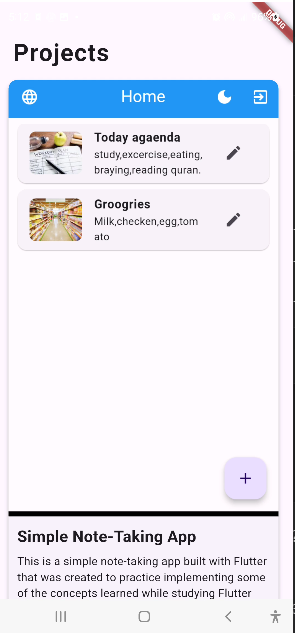 DEBUG
Projects
Home
Today agaenda
study,excercise,eating,
braying,reading quran.
Groogries
Milk,checken,egg,tom
ato
+
Simple Note-Taking App
This is a simple note-taking app built with Flutter
that was created to practice implementing some
of the concepts learned while studying Flutter